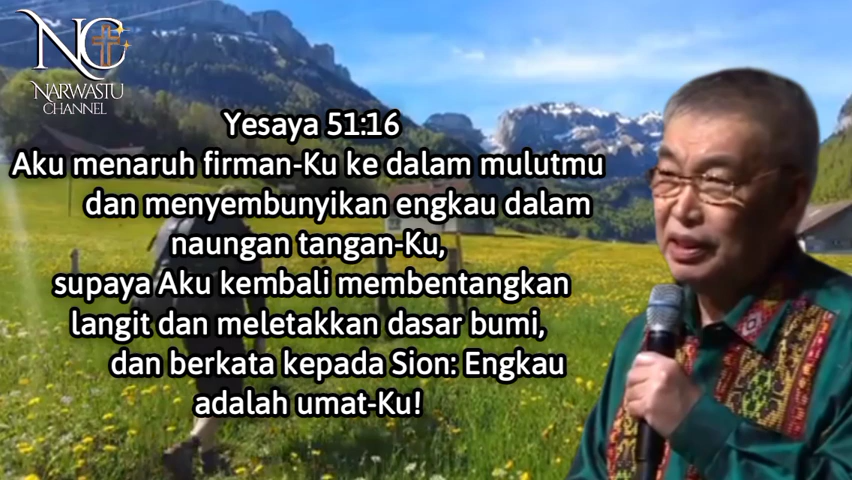 NC
NARWASTU
CHANNEL
Yesaya 51:16
Aku menaruh firman-Ku ke dalam mulutmu
dan menyembunyikan engkau dalam
naungan tangan-Ku,
supaya Aku kembali membentangkan
langit dan meletakkan dasar bumi,
dan berkata kepada Sion: Engkau
adalah umat-Ku!